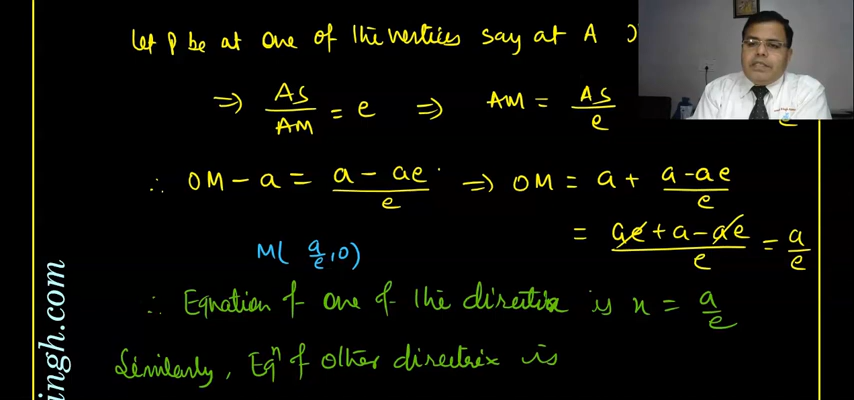 Let P be at one of the vertices say at A
⇒ AS/AM = e ⇒ AM = AS/e
∴ OM - a = (a - ae)/e ⇒ OM = a + (a - ae)/e
= (ae + a - ae)/e = a/e
M( a/e, 0)
∴ Equation of one of the directrix is x = a/e
Similarly, Eqⁿ of other directrix is
ingh.com